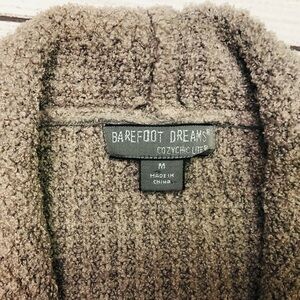 BAREFOOT DREAMS®
COZYCHIC LITE®
M
MADE IN
CHINA